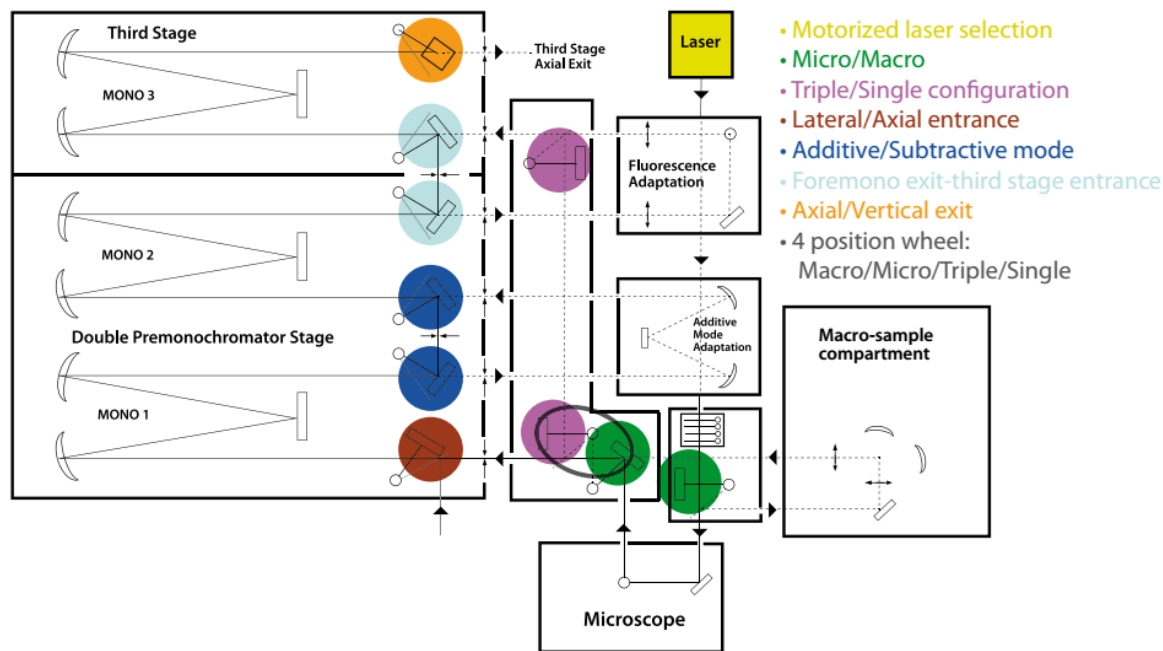 Third Stage
MONO 3
Third Stage
Axial Exit
Laser
• Motorized laser selection
• Micro/Macro
• Triple/Single configuration
• Lateral/Axial entrance
• Additive/Subtractive mode
• Foremono exit-third stage entrance
• Axial/Vertical exit
• 4 position wheel:
Macro/Micro/Triple/Single
Fluorescence
Adaptation
MONO 2
Double Premonochromator Stage
Additive
Mode
Adaptation
Macro-sample
compartment
MONO 1
Microscope